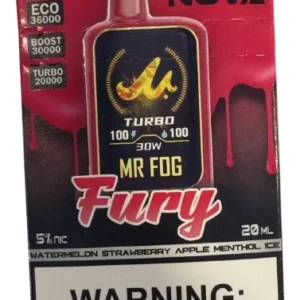 NOVA
ECO
36000
BOOST
30000
TURBO
20000
TURBO
100 100
30W
MR FOG
Fury
5% NIC
20 ML
WATERMELON STRAWBERRY APPLE MENTHOL ICE
WARNING: